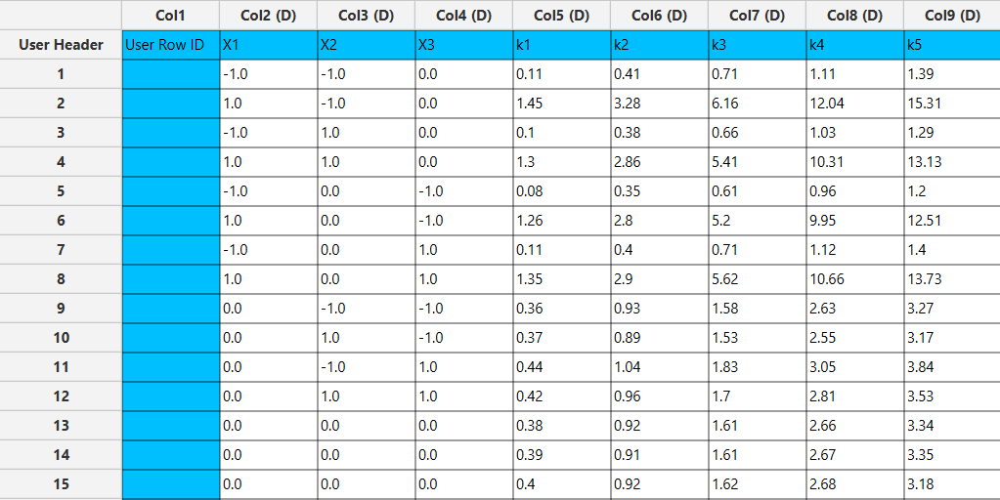 Col1 Col2 (D) Col3 (D) Col4 (D) Col5 (D) Col6 (D) Col7 (D) Col8 (D) Col9 (D)
User Header User Row ID X1 X2 X3 k1 k2 k3 k4 k5
1 -1.0 -1.0 0.0 0.11 0.41 0.71 1.11 1.39
2 1.0 -1.0 0.0 1.45 3.28 6.16 12.04 15.31
3 -1.0 1.0 0.0 0.1 0.38 0.66 1.03 1.29
4 1.0 1.0 0.0 1.3 2.86 5.41 10.31 13.13
5 -1.0 0.0 -1.0 0.08 0.35 0.61 0.96 1.2
6 1.0 0.0 -1.0 1.26 2.8 5.2 9.95 12.51
7 -1.0 0.0 1.0 0.11 0.4 0.71 1.12 1.4
8 1.0 0.0 1.0 1.35 2.9 5.62 10.66 13.73
9 0.0 -1.0 -1.0 0.36 0.93 1.58 2.63 3.27
10 0.0 1.0 -1.0 0.37 0.89 1.53 2.55 3.17
11 0.0 -1.0 1.0 0.44 1.04 1.83 3.05 3.84
12 0.0 1.0 1.0 0.42 0.96 1.7 2.81 3.53
13 0.0 0.0 0.0 0.38 0.92 1.61 2.66 3.34
14 0.0 0.0 0.0 0.39 0.91 1.61 2.67 3.35
15 0.0 0.0 0.0 0.4 0.92 1.62 2.68 3.18